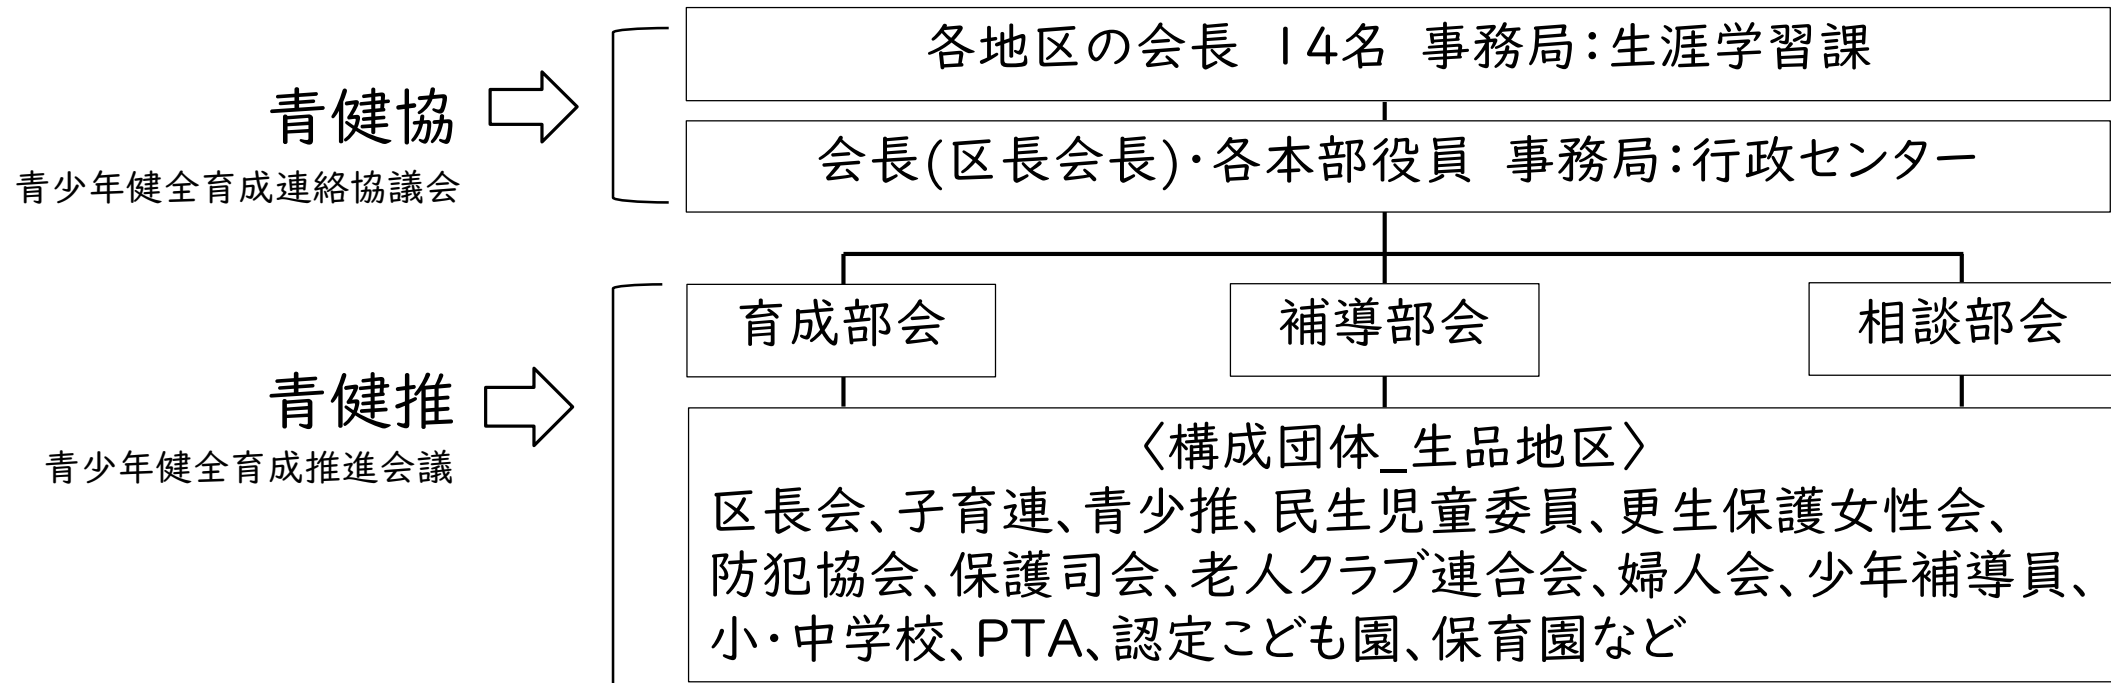 各地区の会長 14名 事務局:生涯学習課
青健協
青少年健全育成連絡協議会
会長(区長会長)・各本部役員 事務局:行政センター
育成部会
補導部会
相談部会
青健推
青少年健全育成推進会議
〈構成団体_生品地区〉
区長会、子育連、青少推、民生児童委員、更生保護女性会、
防犯協会、保護司会、老人クラブ連合会、婦人会、少年補導員、
小・中学校、PTA、認定こども園、保育園など